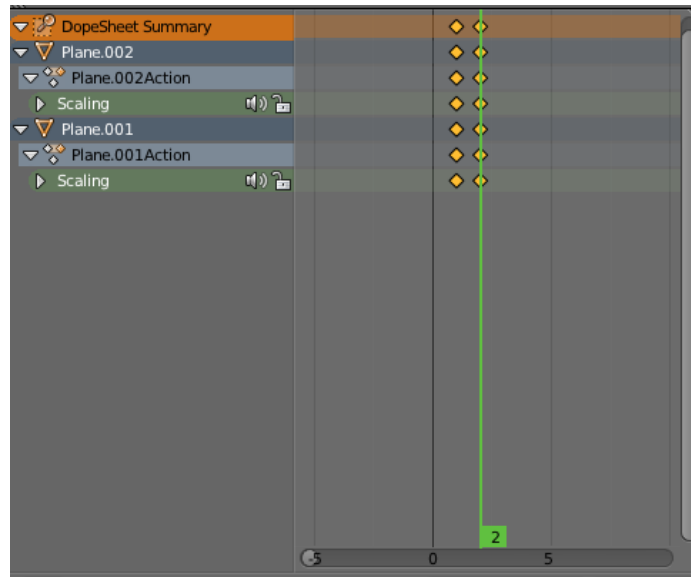 DopeSheet Summary
Plane.002
Plane.002Action
Scaling
Plane.001
Plane.001Action
Scaling
2
-5 0 5